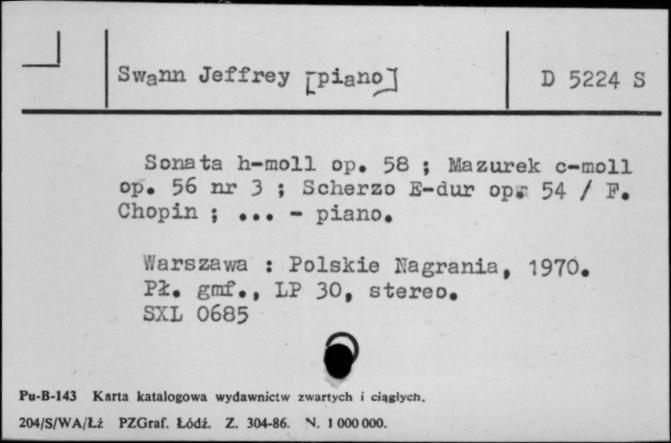 Swann Jeffrey [piano]
D 5224 S
Sonata h-moll op. 58 ; Mazurek c-moll
op. 56 nr 3 ; Scherzo E-dur op. 54 / F.
Chopin ; ... - piano.
Warszawa : Polskie Nagrania, 1970.
Pł. gmf., LP 30, stereo.
SXL 0685
Pu-B-143 Karta katalogowa wydawnictw zwartych i ciągłych.
204/S/WA/Łź PZGraf. Łódź. Z. 304-86. N. 1 000 000.